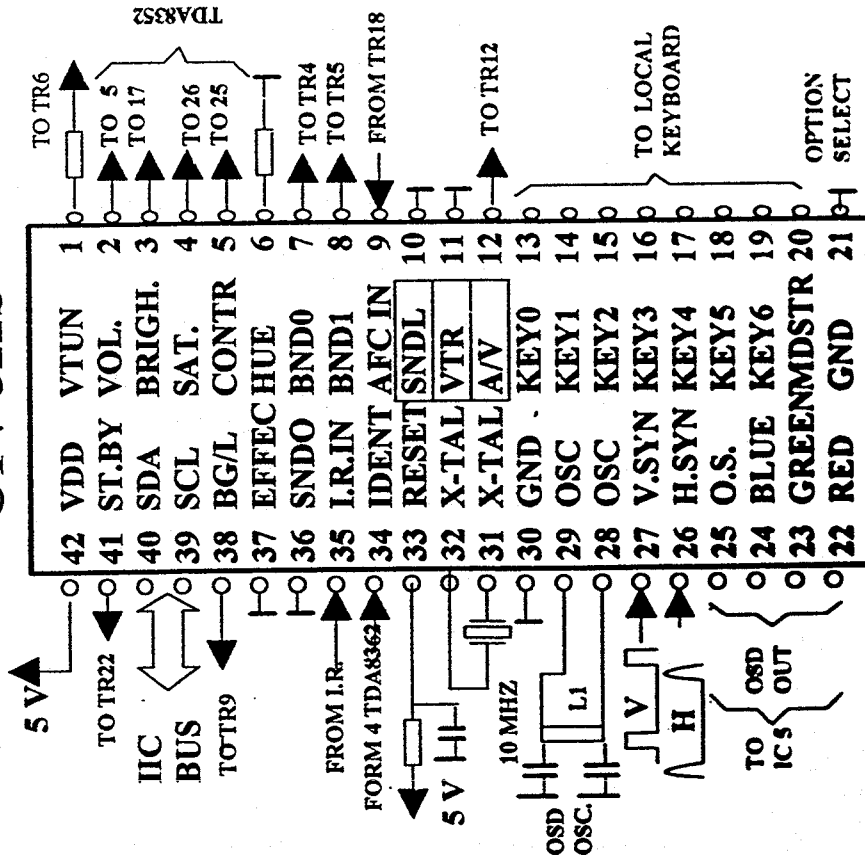 TDA8352
TO TR6
TO 5
TO 17
TO 26
TO 25
TO TR4
TO TR5
FROM TR18
TO TR12
TO LOCAL
KEYBOARD
OPTION
SELECT
42 VDD VTUN 1
41 ST.BY VOL. 2
40 SDA BRIGH. 3
39 SCL SAT. 4
38 BG/L CONTR 5
37 EFFEC HUE 6
36 SNDO BND0 7
35 I.R.IN BND1 8
34 IDENT AFC IN 9
33 RESET SNDL 10
32 X-TAL VTR 11
31 X-TAL A/V 12
30 GND KEY0 13
29 OSC KEY1 14
28 OSC KEY2 15
27 V.SYN KEY3 16
26 H.SYN KEY4 17
25 O.S. KEY5 18
24 BLUE KEY6 19
23 GREEN MDSTR 20
22 RED GND 21
5 V
TO TR22
IIC
BUS
TO TR9
FROM I.R.
FORM 4 TDA8362
5 V
10 MHZ
L1
OSD
OSC.
V
H
OSD
OUT
TO
IC 5